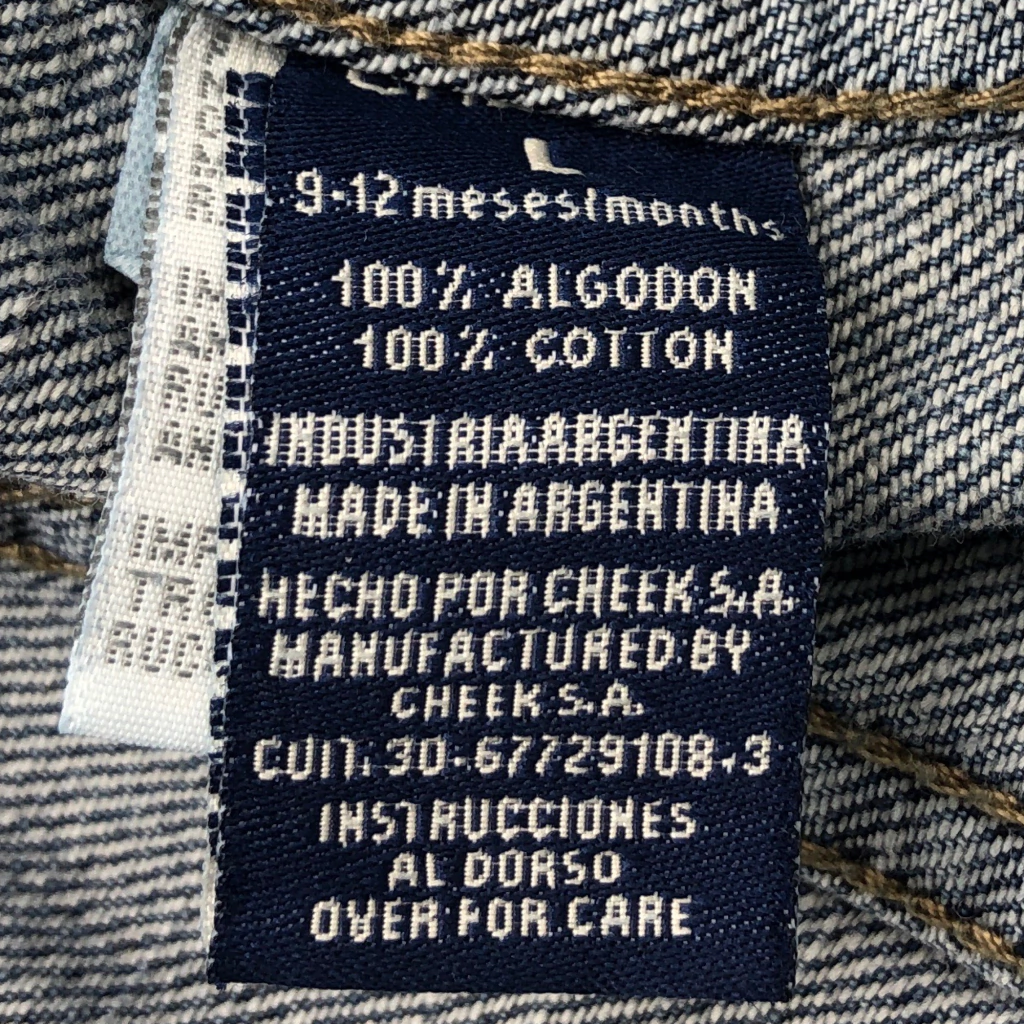 L
9-12 meses/months
100% ALGODON
100% COTTON
INDUSTRIA ARGENTINA
MADE IN ARGENTINA
HECHO POR CHEEK S.A.
MANUFACTURED BY
CHEEK S.A.
CUIT. 30-67729108-3
INSTRUCCIONES
AL DORSO
OVER FOR CARE